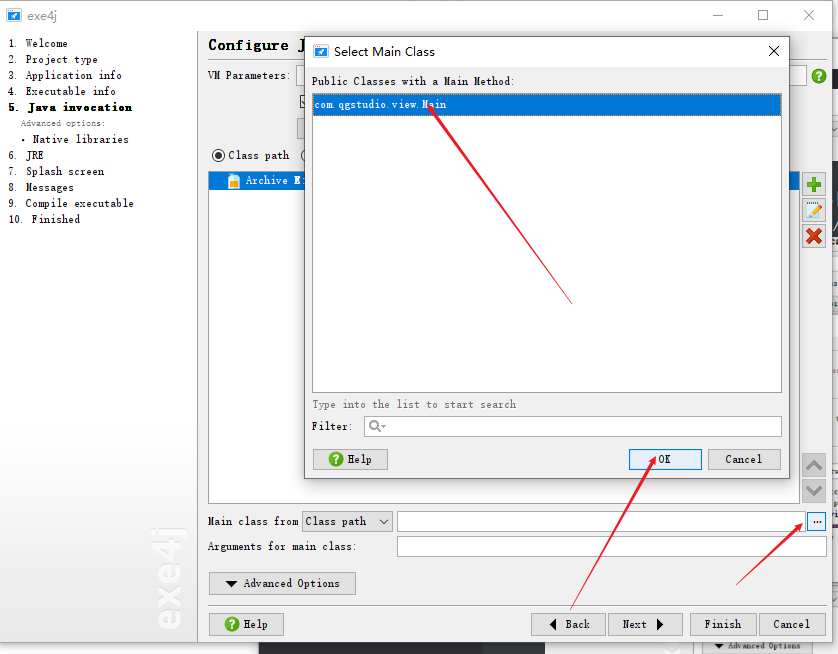 exe4j
1. Welcome
2. Project type
3. Application info
4. Executable info
5. Java invocation
Advanced options:
· Native libraries
6. JRE
7. Splash screen
8. Messages
9. Compile executable
10. Finished
exe4j
Configure J
VM Parameters:
Class path
Archive
Select Main Class
Public Classes with a Main Method:
com.qgstudio.view.Main
Type into the list to start search
Filter:
Help
OK
Cancel
Main class from
Class path
...
Arguments for main class:
Advanced Options
Help
Back
Next
Finish
Cancel
Advanced Options